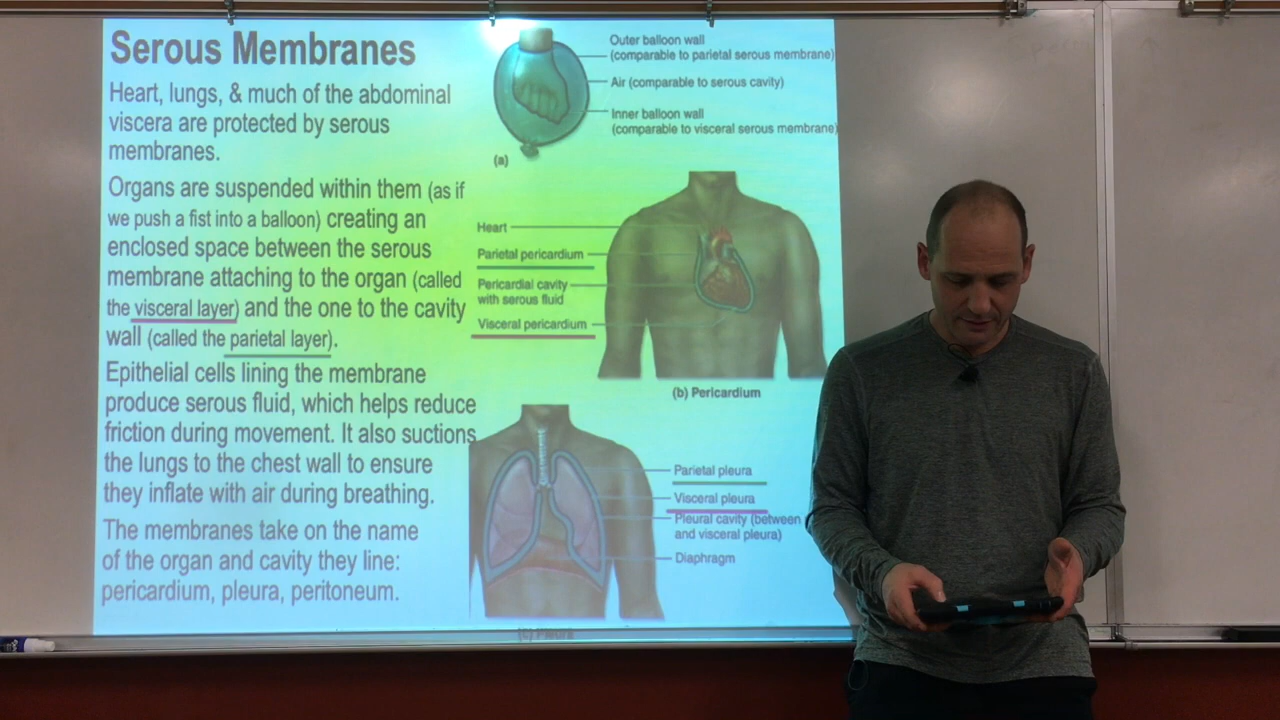 Serous Membranes
Heart, lungs, & much of the abdominal
viscera are protected by serous
membranes.
Organs are suspended within them (as if
we push a fist into a balloon) creating an
enclosed space between the serous
membrane attaching to the organ (called
the visceral layer) and the one to the cavity
wall (called the parietal layer).
Epithelial cells lining the membrane
produce serous fluid, which helps reduce
friction during movement. It also suctions
the lungs to the chest wall to ensure
they inflate with air during breathing.
The membranes take on the name
of the organ and cavity they line:
pericardium, pleura, peritoneum.
Outer balloon wall
(comparable to parietal serous membrane)
Air (comparable to serous cavity)
Inner balloon wall
(comparable to visceral serous membrane)
(a)
Heart
Parietal pericardium
Pericardial cavity
with serous fluid
Visceral pericardium
(b) Pericardium
Parietal pleura
Visceral pleura
Pleural cavity (between
and visceral pleura)
Diaphragm
(c) Pleura